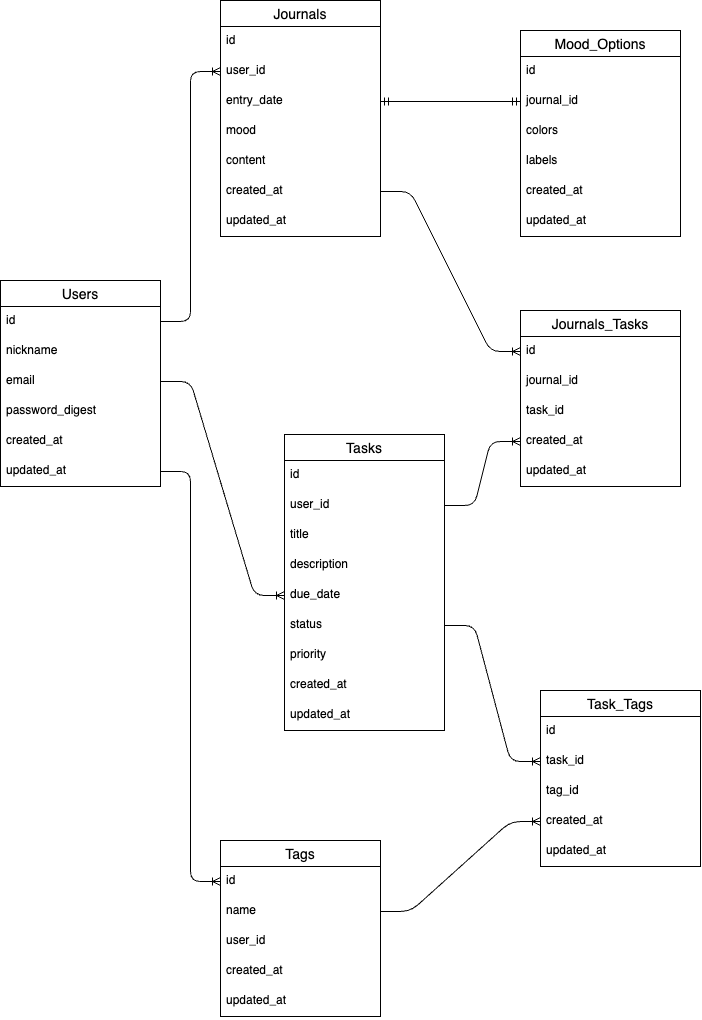 Journals
id
user_id
entry_date
mood
content
created_at
updated_at
Mood_Options
id
journal_id
colors
labels
created_at
updated_at
Users
id
nickname
email
password_digest
created_at
updated_at
Journals_Tasks
id
journal_id
task_id
created_at
updated_at
Tasks
id
user_id
title
description
due_date
status
priority
created_at
updated_at
Task_Tags
id
task_id
tag_id
created_at
updated_at
Tags
id
name
user_id
created_at
updated_at